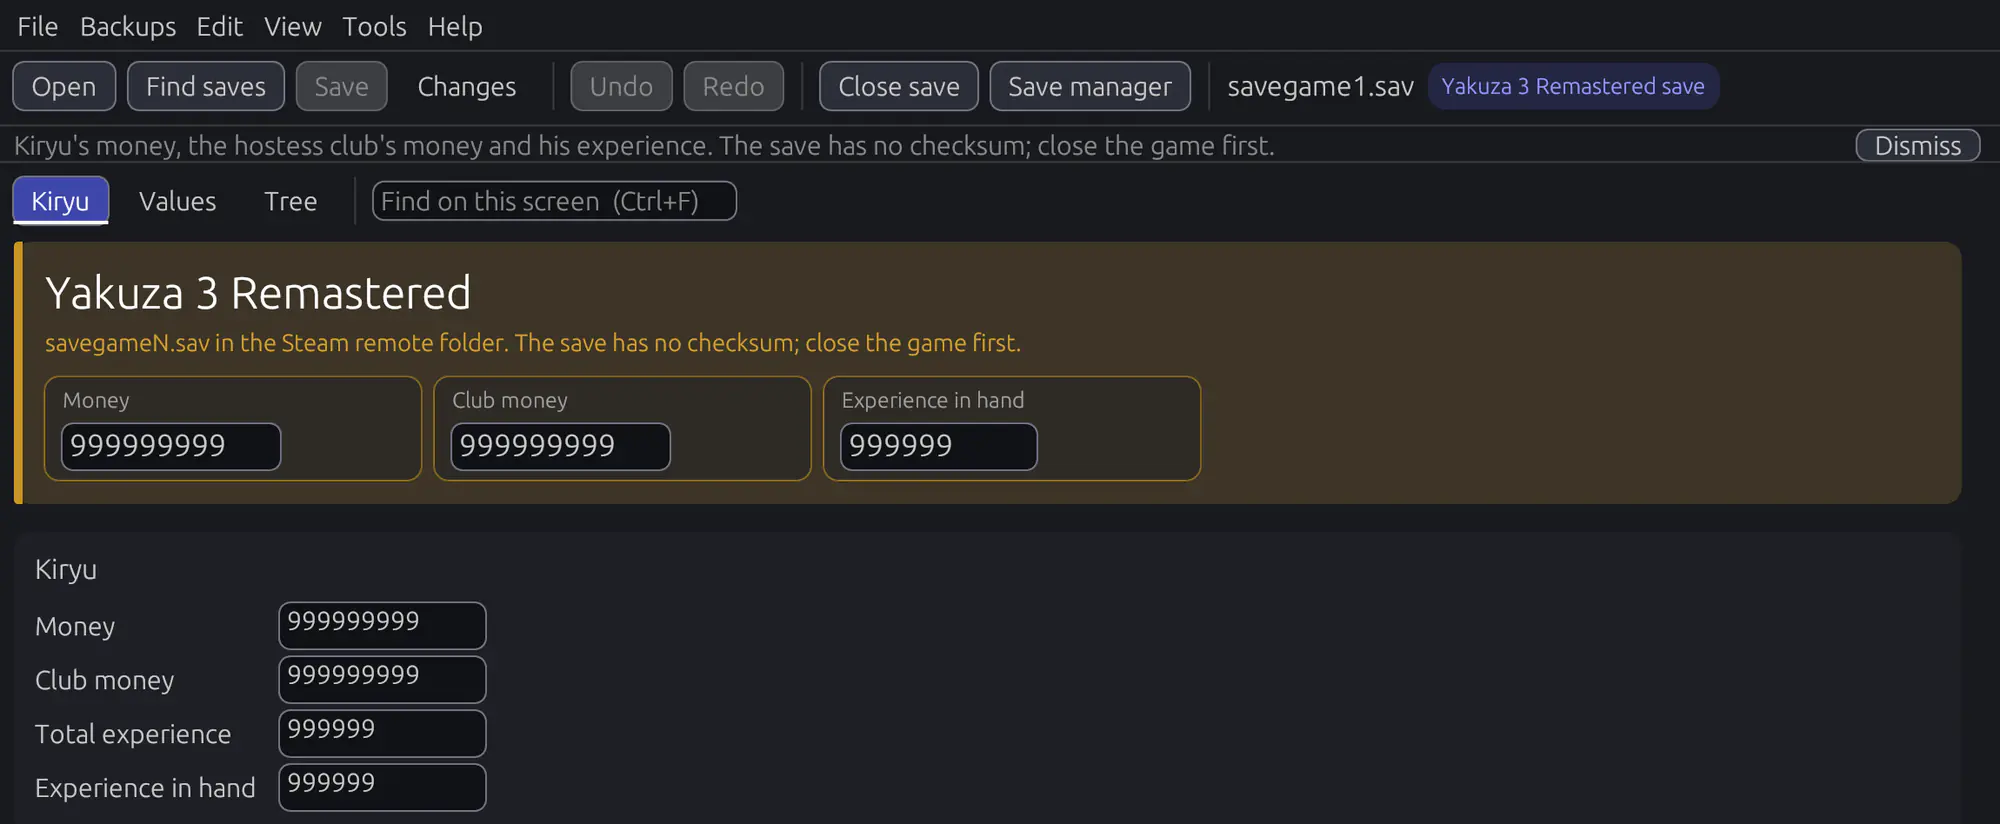 File Backups Edit View Tools Help
Open Find saves Save Changes Undo Redo Close save Save manager savegame1.sav Yakuza 3 Remastered save
Kiryu's money, the hostess club's money and his experience. The save has no checksum; close the game first. Dismiss
Kiryu Values Tree Find on this screen (Ctrl+F)
Yakuza 3 Remastered
savegameN.sav in the Steam remote folder. The save has no checksum; close the game first.
Money Club money Experience in hand
999999999 999999999 999999
Kiryu
Money 999999999
Club money 999999999
Total experience 999999
Experience in hand 999999